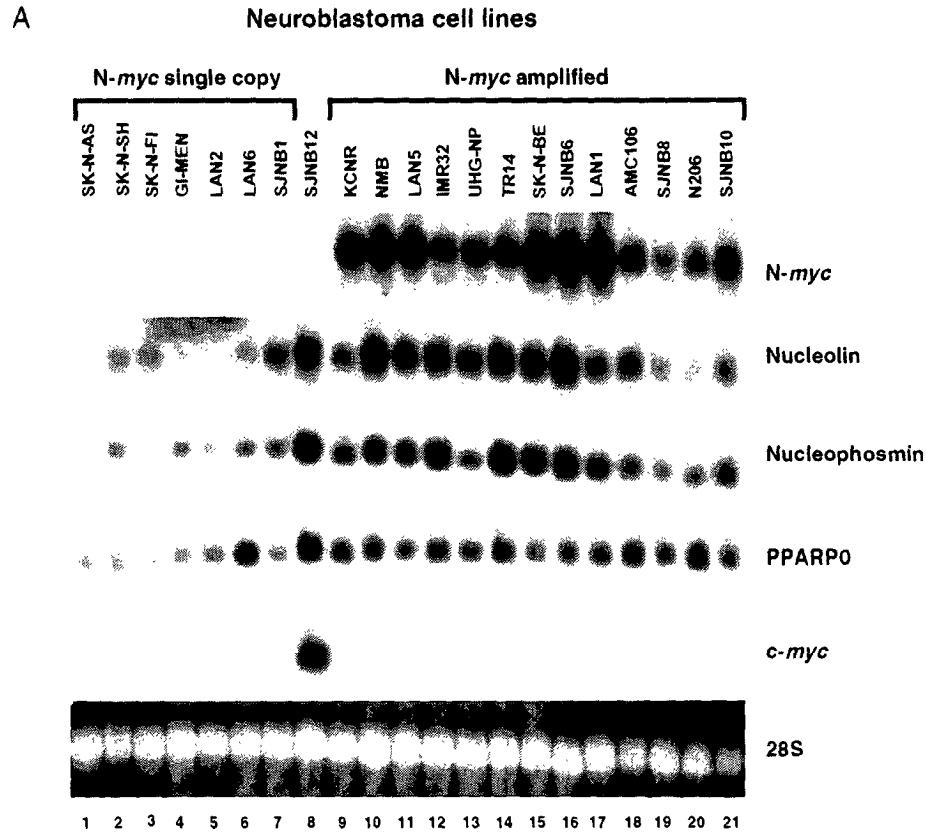 A
Neuroblastoma cell lines
N-myc single copy
N-myc amplified
SK-N-AS
SK-N-SH
SK-N-FI
GI-MEN
LAN2
LAN6
SJNB1
SJNB12
KCNR
NMB
LAN5
IMR32
UHG-NP
TR14
SK-N-BE
SJNB6
LAN1
AMC106
SJNB8
N206
SJNB10
N-myc
Nucleolin
Nucleophosmin
PPARP0
c-myc
28S
1 2 3 4 5 6 7 8 9 10 11 12 13 14 15 16 17 18 19 20 21